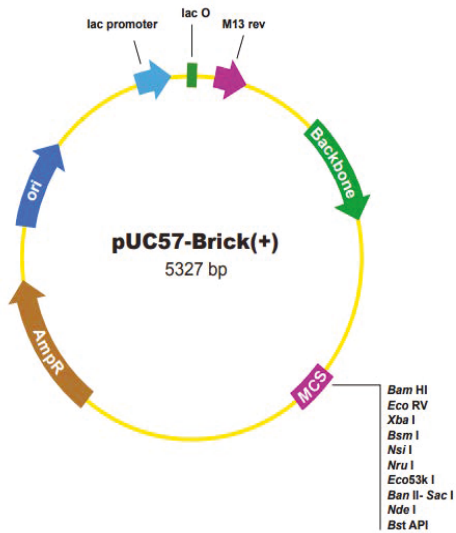 lac O
lac promoter
M13 rev
Backbone
ori
pUC57-Brick(+)
5327 bp
AmpR
MCS
Bam HI
Eco RV
Xba I
Bsm I
Nsi I
Nru I
Eco53k I
Ban II- Sac I
Nde I
Bst API